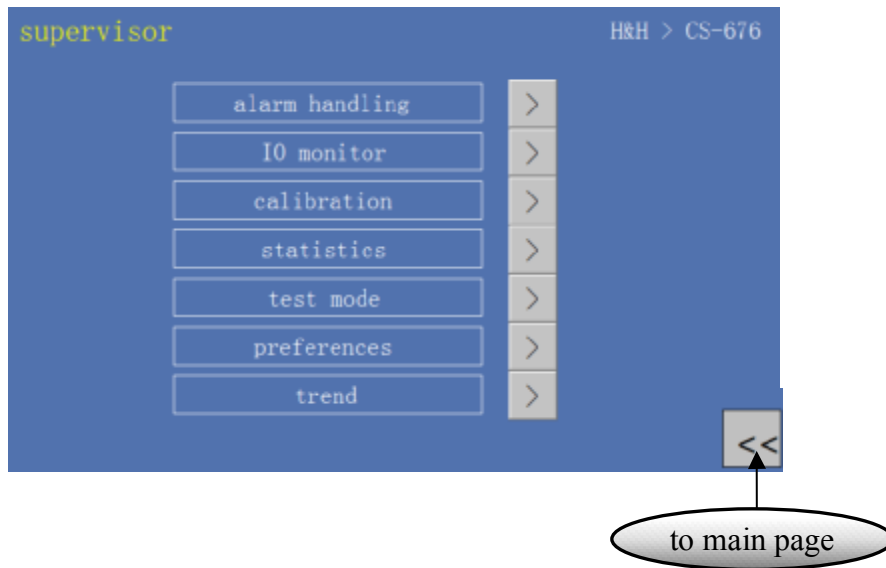 supervisor
H&H > CS-676
alarm handling >
IO monitor >
calibration >
statistics >
test mode >
preferences >
trend >
<<
to main page